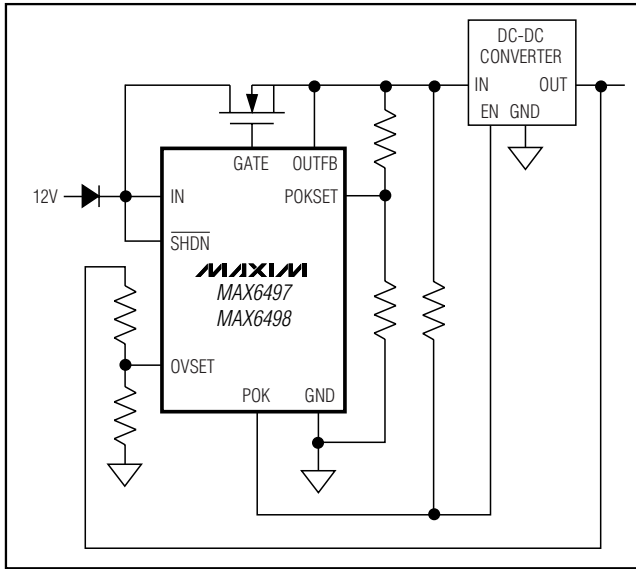 DC-DC
CONVERTER
IN OUT
EN GND
GATE OUTFB
POKSET
12V
IN
SHDN
MAXIM
MAX6497
MAX6498
OVSET
POK GND